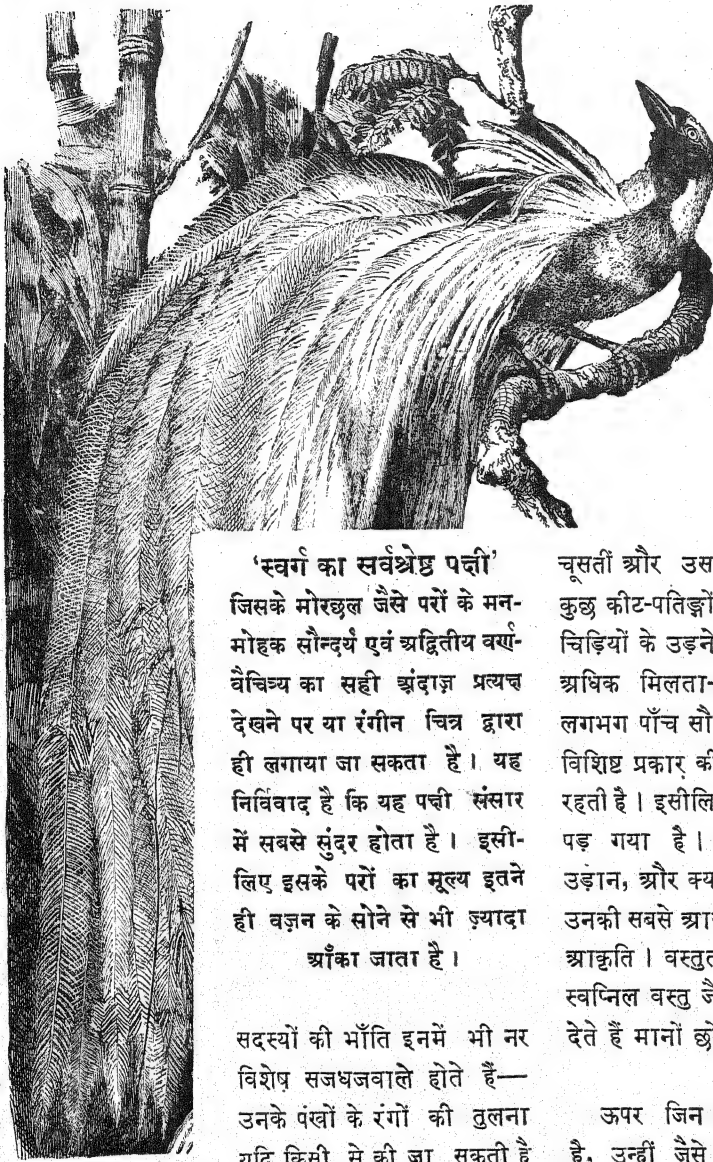 ‘स्वर्ग का सर्वश्रेष्ठ पक्षी’
जिसके मोरछल जैसे परों के मन-
मोहक सौन्दर्य एवं अद्वितीय वर्ण-
वैचित्र्य का सही अंदाज़ प्रत्यक्ष
देखने पर या रंगीन चित्र द्वारा
ही लगाया जा सकता है। यह
निर्विवाद है कि यह पक्षी संसार
में सबसे सुंदर होता है। इसी-
लिए इसके परों का मूल्य इतने
ही वज़न के सोने से भी ज़्यादा
आँका जाता है।
सदस्यों की भाँति इनमें भी नर
विशेष सजधजवाले होते हैं—
उनके पंखों के रंगों की तुलना
यदि किसी से की जा सकती है
चूसतीं और उस
कुछ कीट-पतिङ्गों
चिड़ियों के उड़ने
अधिक मिलता-
लगभग पाँच सौ
विशिष्ट प्रकार की
रहती है। इसीलि
पड़ गया है।
उड़ान, और क्य
उनकी सबसे आश
आकृति। वस्तुत
स्वप्निल वस्तु जै
देते हैं मानों छो
ऊपर जिन
है, उन्हीं जैसे